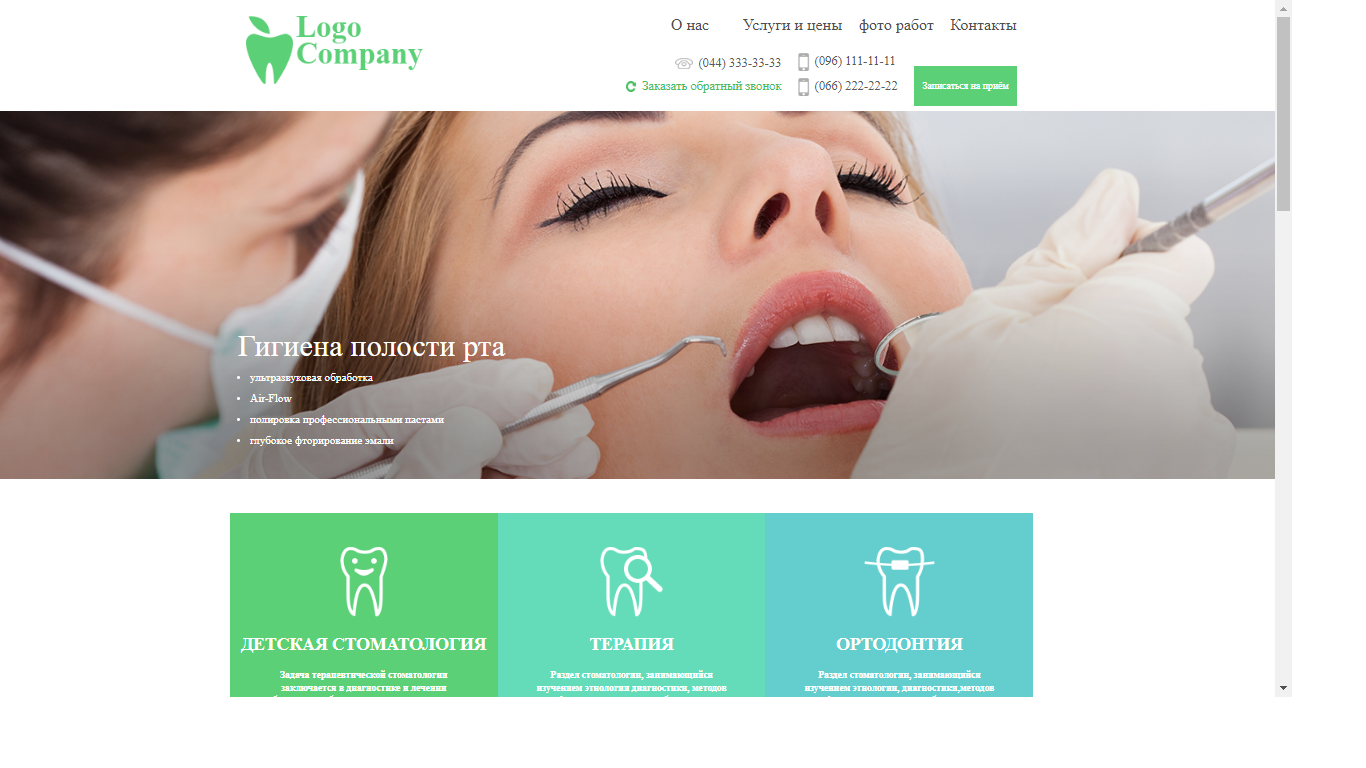 Logo
Company
О нас
Услуги и цены
фото работ
Контакты
(044) 333-33-33
(096) 111-11-11
Заказать обратный звонок
(066) 222-22-22
Записаться на приём
Гигиена полости рта
ультразвуковая обработка
Air-Flow
полировка профессиональными пастами
глубокое фторирование эмали
ДЕТСКАЯ СТОМАТОЛОГИЯ
Задача терапевтической стоматологии
заключается в диагностике и лечении
ТЕРАПИЯ
Раздел стоматологии, занимающийся
изучением этиологии диагностики, методов
ОРТОДОНТИЯ
Раздел стоматологии, занимающийся
изучением этиологии, диагностики,методов